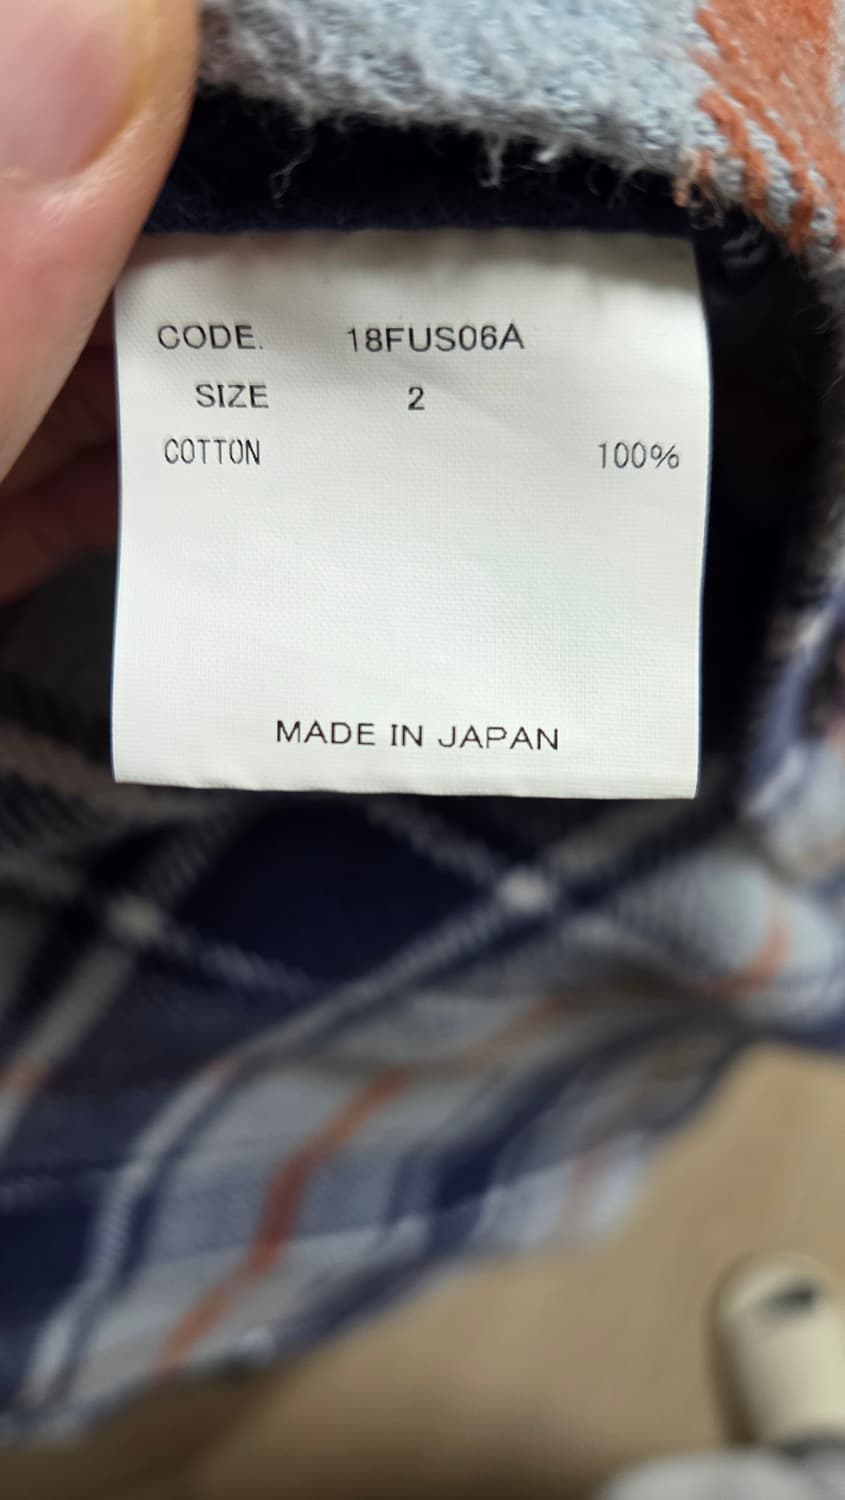 CODE. 18FUS06A
SIZE 2
COTTON 100%
MADE IN JAPAN